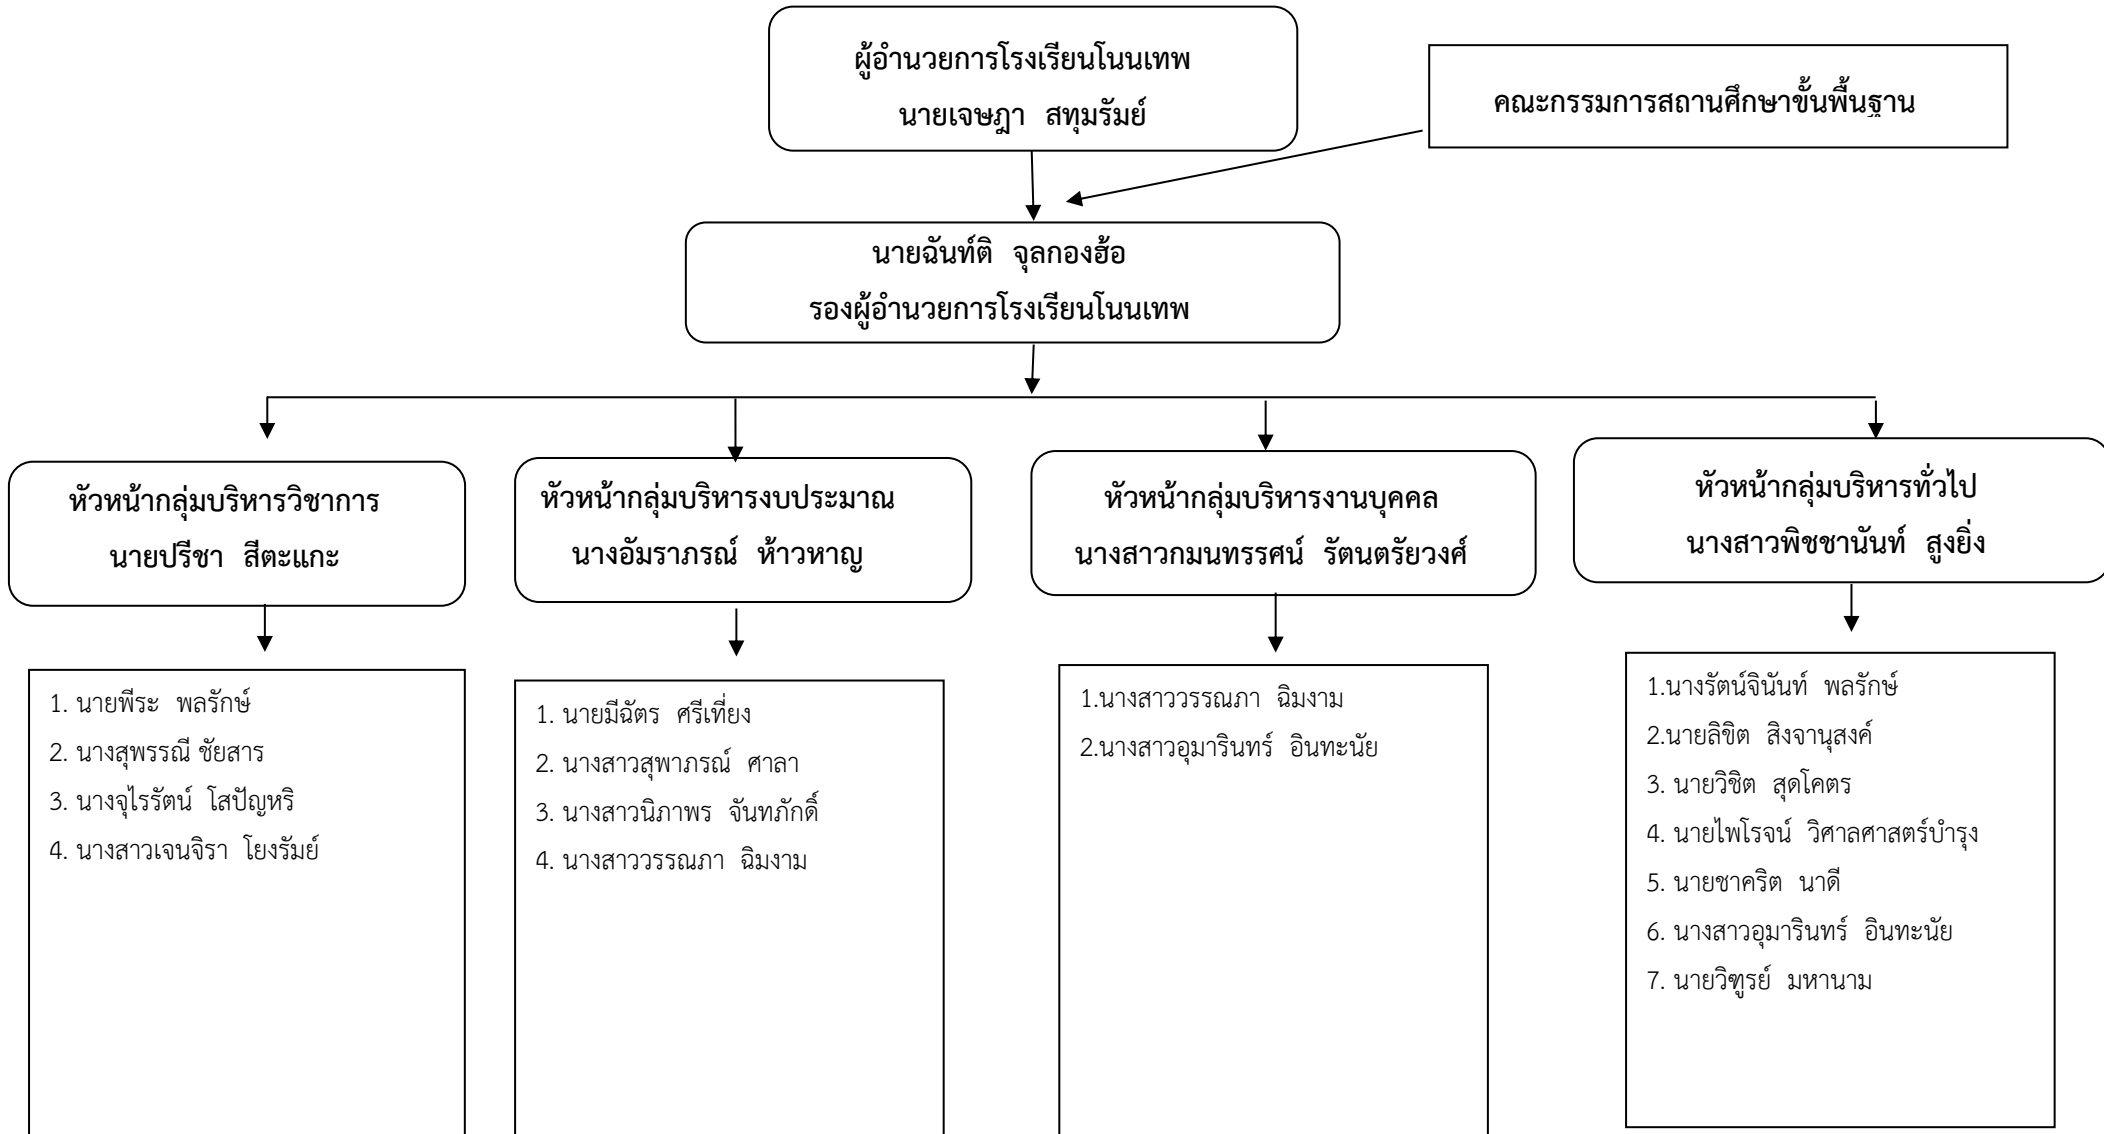 ผู้อำนวยการโรงเรียนโนนเทพ
นายเจษฎา สทุมรัมย์
คณะกรรมการสถานศึกษาขั้นพื้นฐาน
นายฉันท์ติ จุลกองฮ้อ
รองผู้อำนวยการโรงเรียนโนนเทพ
หัวหน้ากลุ่มบริหารวิชาการ
นายปรีชา สีตะแกะ
หัวหน้ากลุ่มบริหารงบประมาณ
นางอัมราภรณ์ ห้าวหาญ
หัวหน้ากลุ่มบริหารงานบุคคล
นางสาวกมนทรรศน์ รัตนตรัยวงศ์
หัวหน้ากลุ่มบริหารทั่วไป
นางสาวพิชชานันท์ สูงยิ่ง
1. นายพีระ พลรักษ์
2. นางสุพรรณี ชัยสาร
3. นางจุไรรัตน์ โสปัญหริ
4. นางสาวเจนจิรา โยงรัมย์
1. นายมีฉัตร ศรีเที่ยง
2. นางสาวสุพาภรณ์ ศาลา
3. นางสาวนิภาพร จันทภักดิ์
4. นางสาววรรณภา ฉิมงาม
1.นางสาววรรณภา ฉิมงาม
2.นางสาวอุมารินทร์ อินทะนัย
1.นางรัตน์จินันท์ พลรักษ์
2.นายลิขิต สิงจานุสงค์
3. นายวิชิต สุดโคตร
4. นายไพโรจน์ วิศาลศาสตร์บำรุง
5. นายชาคริต นาดี
6. นางสาวอุมารินทร์ อินทะนัย
7. นายวิฑูรย์ มหานาม